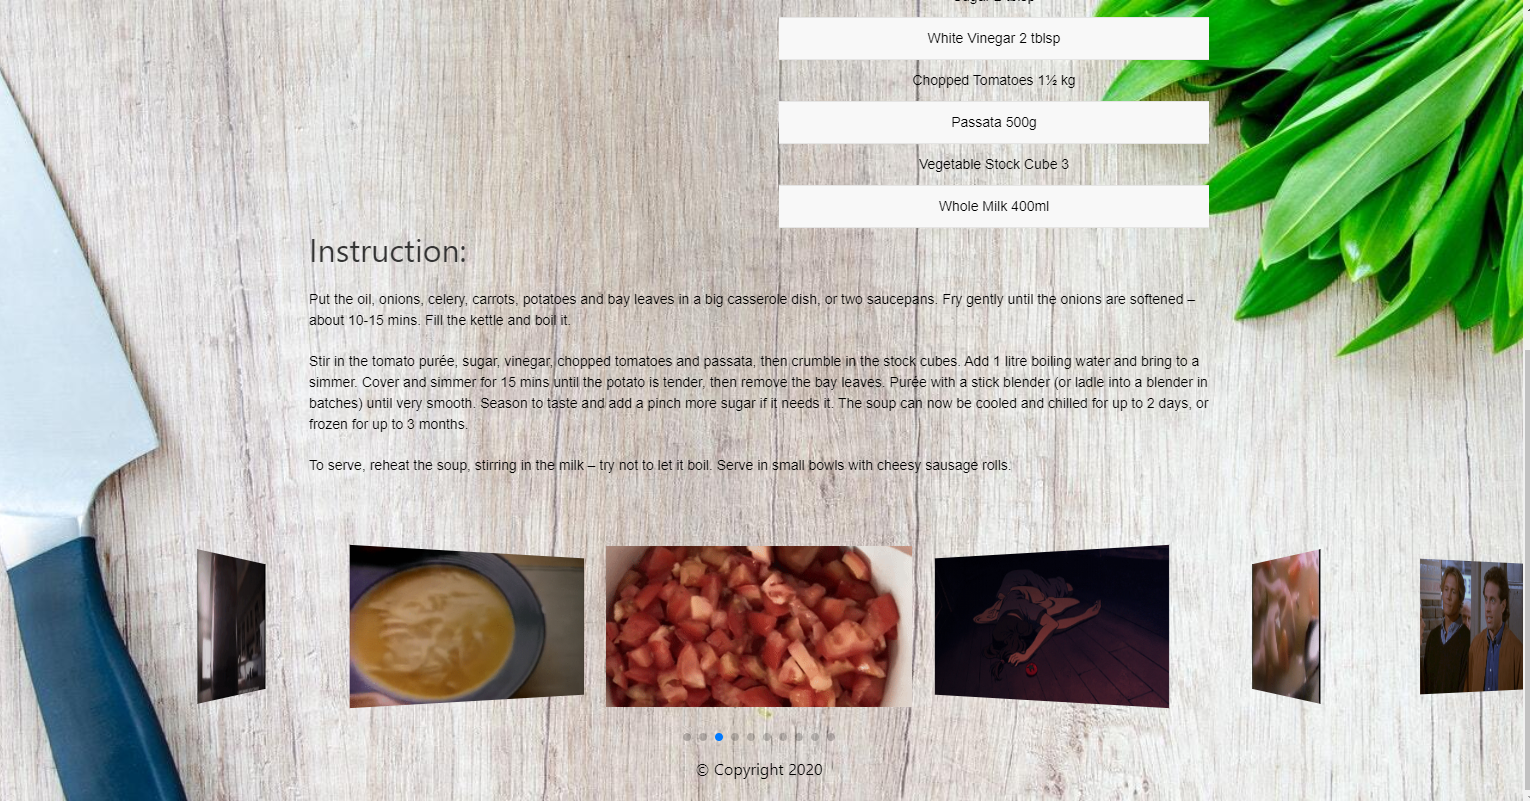 Sugar 2 tblsp
White Vinegar 2 tblsp
Chopped Tomatoes 1½ kg
Passata 500g
Vegetable Stock Cube 3
Whole Milk 400ml
Instruction:
Put the oil, onions, celery, carrots, potatoes and bay leaves in a big casserole dish, or two saucepans. Fry gently until the onions are softened –
about 10-15 mins. Fill the kettle and boil it.
Stir in the tomato purée, sugar, vinegar, chopped tomatoes and passata, then crumble in the stock cubes. Add 1 litre boiling water and bring to a
simmer. Cover and simmer for 15 mins until the potato is tender, then remove the bay leaves. Purée with a stick blender (or ladle into a blender in
batches) until very smooth. Season to taste and add a pinch more sugar if it needs it. The soup can now be cooled and chilled for up to 2 days, or
frozen for up to 3 months.
To serve, reheat the soup, stirring in the milk – try not to let it boil. Serve in small bowls with cheesy sausage rolls.
© Copyright 2020